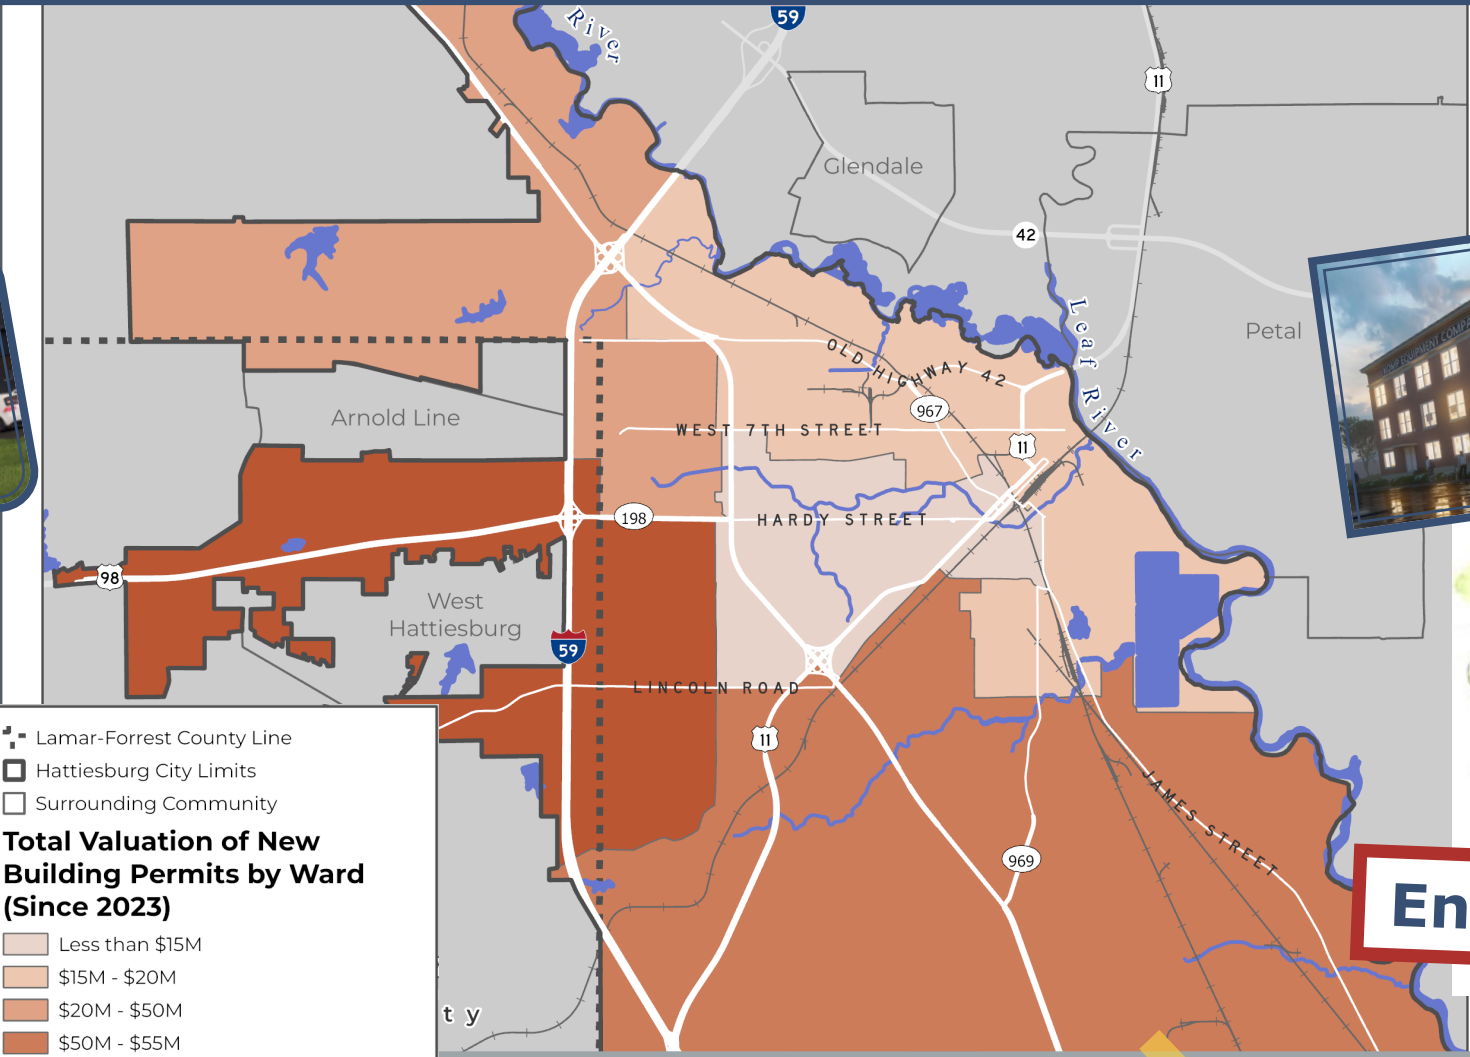 River
59
11
Glendale
42
Leaf River
Petal
OLD HIGHWAY 42
967
Arnold Line
WEST 7TH STREET
11
198
HARDY STREET
98
West
Hattiesburg
59
LINCOLN ROAD
11
JAMES STREET
969
En
ty
Lamar-Forrest County Line
Hattiesburg City Limits
Surrounding Community
Total Valuation of New
Building Permits by Ward
(Since 2023)
Less than $15M
$15M - $20M
$20M - $50M
$50M - $55M